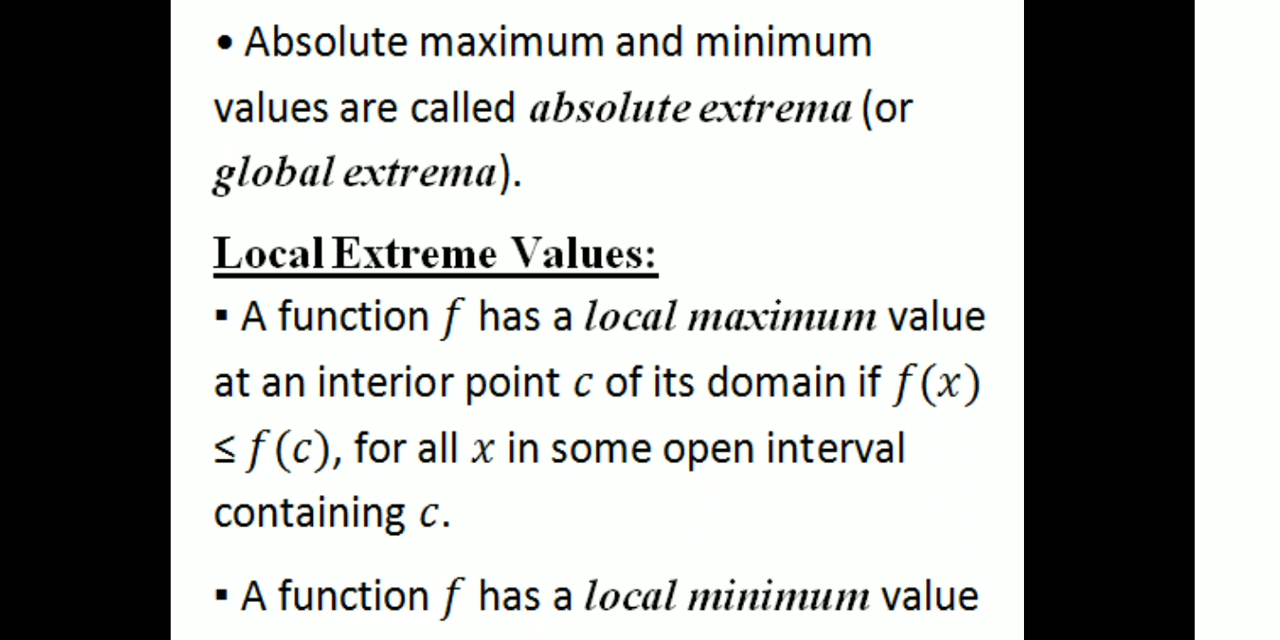 • Absolute maximum and minimum
values are called absolute extrema (or
global extrema).
Local Extreme Values:
▪ A function f has a local maximum value
at an interior point c of its domain if f(x)
≤ f(c), for all x in some open interval
containing c.
▪ A function f has a local minimum value